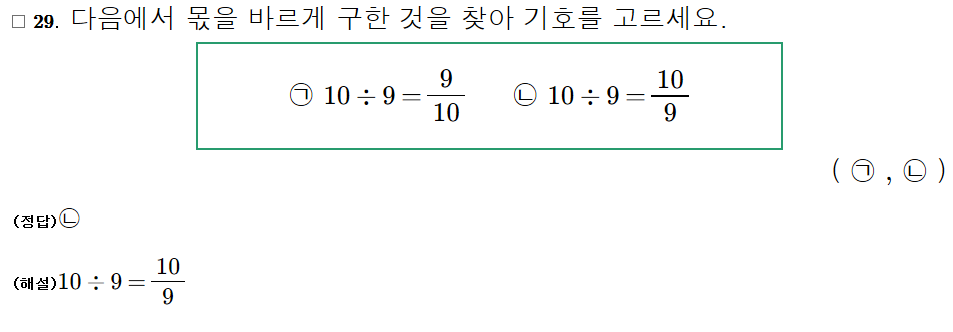 □ 29. 다음에서 몫을 바르게 구한 것을 찾아 기호를 고르세요.
㉠ 10 ÷ 9 = 9/10  ㉡ 10 ÷ 9 = 10/9
( ㉠ , ㉡ )
(정답)㉡
(해설)10 ÷ 9 = 10/9